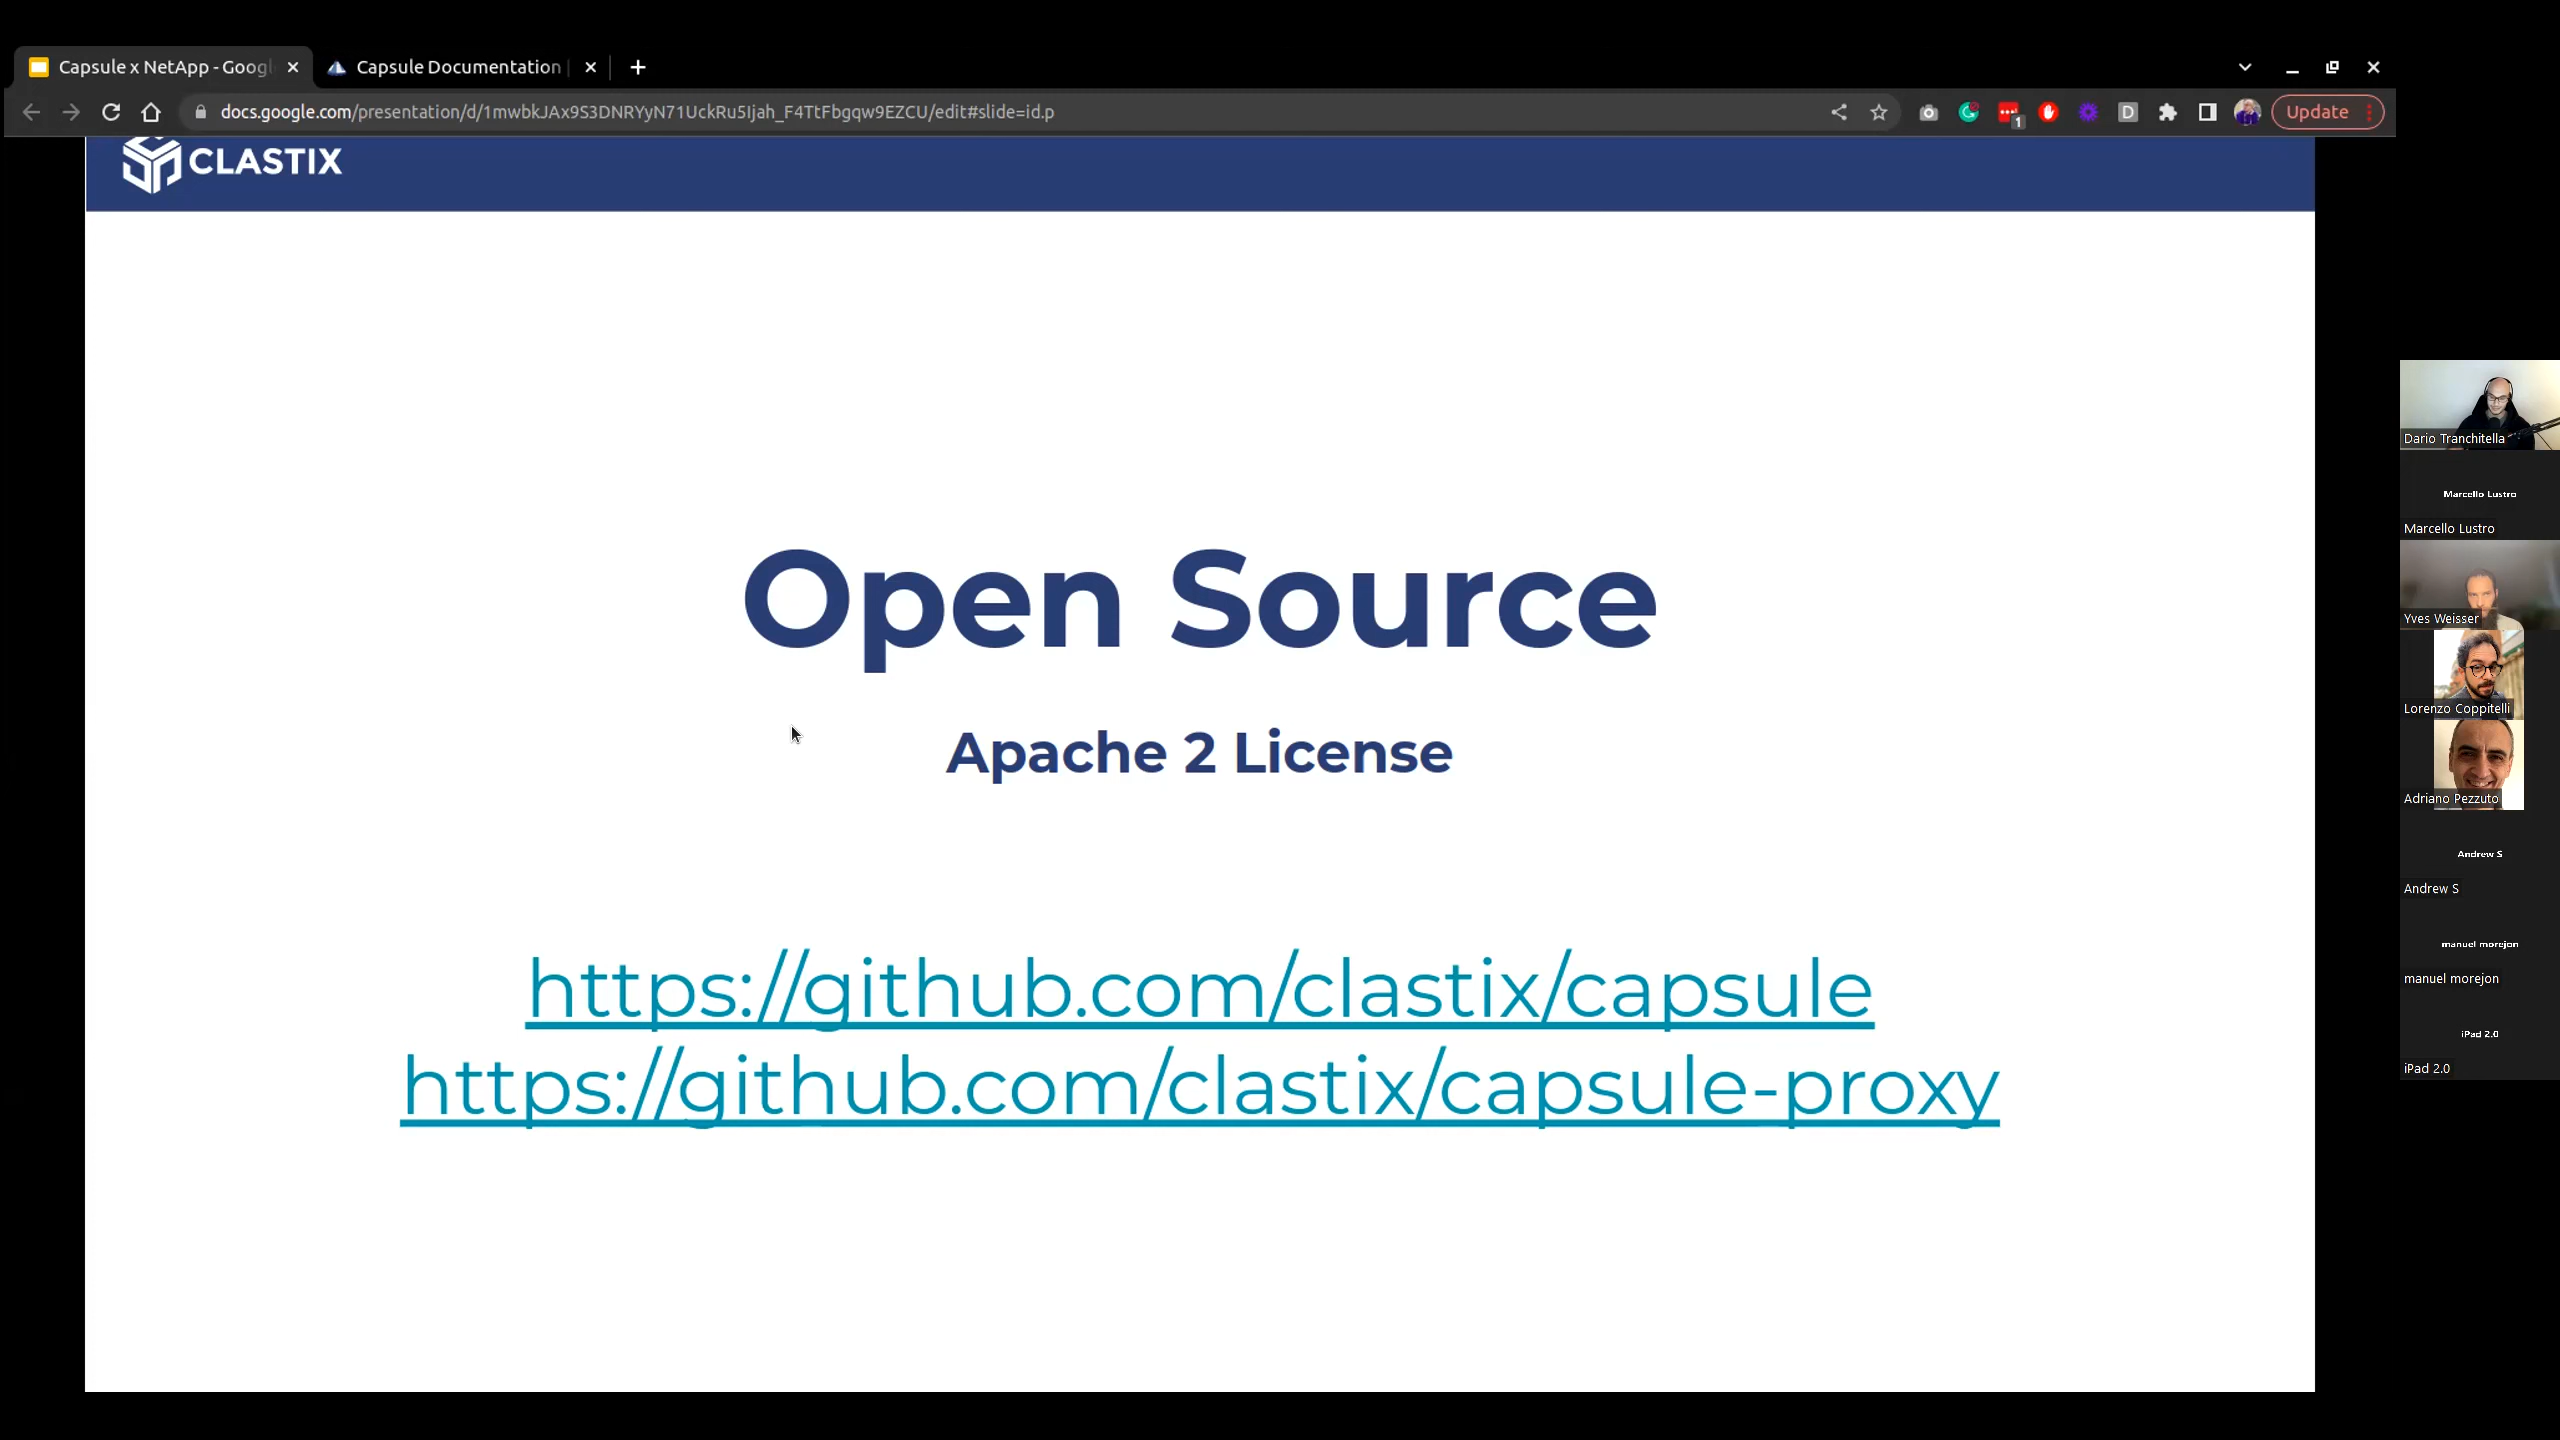 Capsule x NetApp - Googl
Capsule Documentation
docs.google.com/presentation/d/1mwbkJAx9S3DNRYyN71UckRu5Ijah_F4TtFbgqw9EZCU/edit#slide=id.p
1
D
Update
CLASTIX
Open Source
Apache 2 License
https://github.com/clastix/capsule
https://github.com/clastix/capsule-proxy
Dario Tranchitella
Marcello Lustro
Marcello Lustro
Yves Weisser
Lorenzo Coppitelli
Adriano Pezzuto
Andrew S
Andrew S
manuel morejon
manuel morejon
iPad 2.0
iPad 2.0